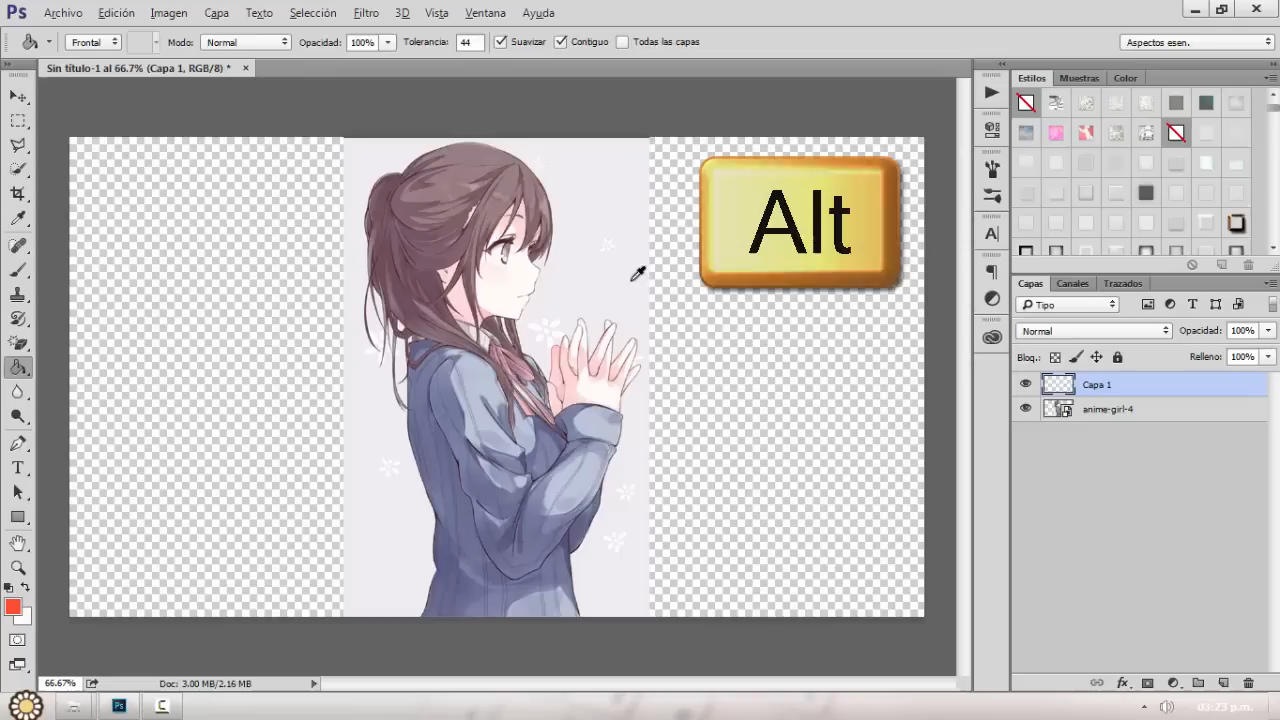 Ps Archivo Edición Imagen Capa Texto Selección Filtro 3D Vista Ventana Ayuda
Frontal Modo: Normal Opacidad: 100% Tolerancia: 44 Suavizar Contiguo Todas las capas Aspectos esen.
Sin título-1 al 66.7% (Capa 1, RGB/8) * ×
Estilos Muestras Color
Alt
Capas Canales Trazados
Tipo
Normal Opacidad: 100%
Bloq.: Relleno: 100%
Capa 1
anime-girl-4
66.67% Doc: 3.00 MB/2.16 MB
Ps
03:23 p.m.